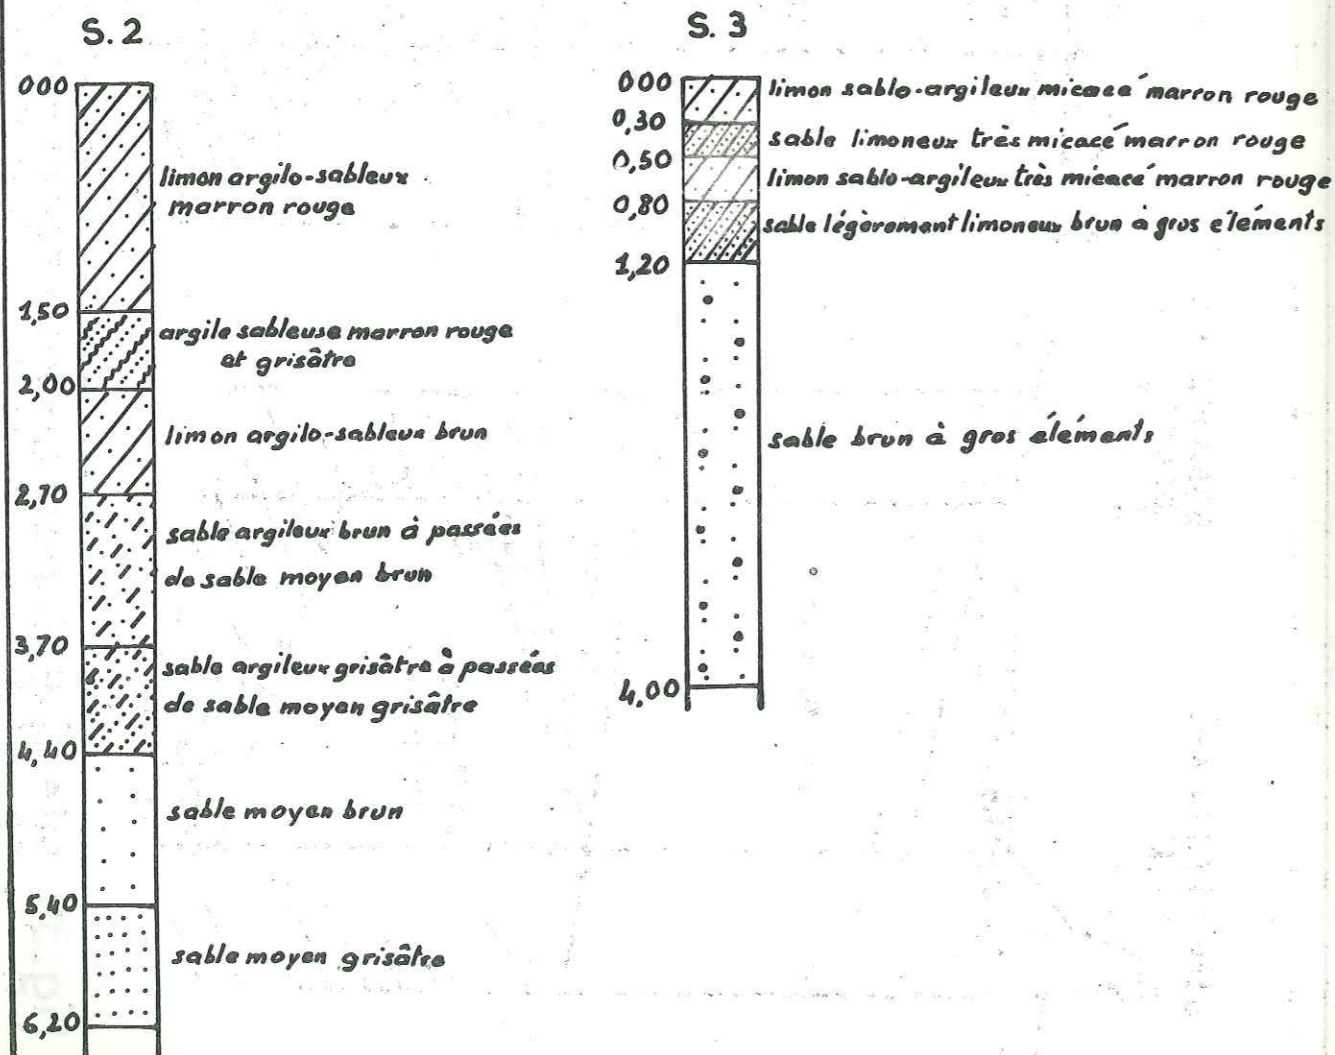 S. 2
000
limon argilo-sableux
marron rouge
1,50
argile sableuse marron rouge
et grisâtre
2,00
limon argilo-sableux brun
2,70
sable argileux brun à passées
de sable moyen brun
3,70
sable argileux grisâtre à passées
de sable moyen grisâtre
4,40
sable moyen brun
5,40
sable moyen grisâtre
6,20
S. 3
000
limon sablo-argileux micacé marron rouge
0,30
sable limoneux très micacé marron rouge
0,50
limon sablo-argileux très micacé marron rouge
0,80
sable légèrement limoneux brun à gros éléments
1,20
sable brun à gros éléments
4,00